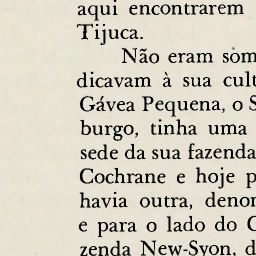 aqui encontrarem
Tijuca.
Não eram som
dicavam à sua cult
Gávea Pequena, o S
burgo, tinha uma
sede da sua fazenda
Cochrane e hoje p
havia outra, denor
e para o lado do C
zenda New-Syon, d